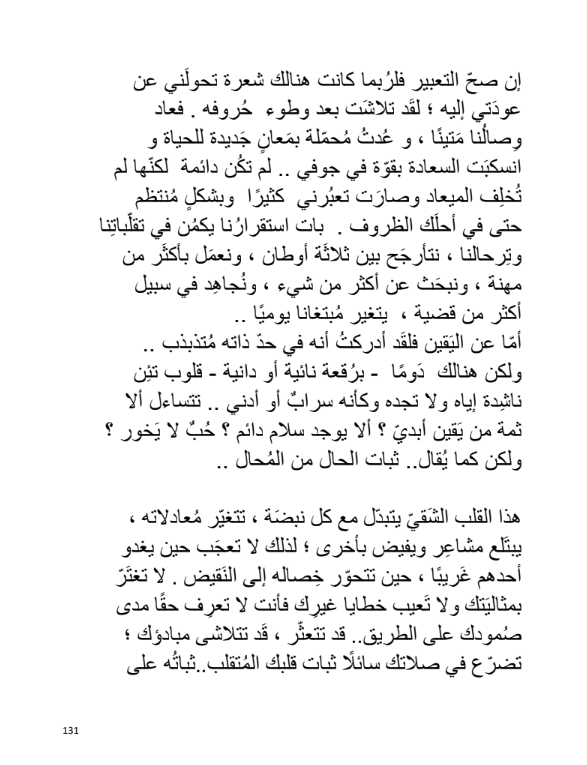 إن صحّ التعبير فلرُبما كانت هنالك شعرة تحولَني عن
عودَتي إليه ؛ لقَد تلاشَت بعد وطوء  حُروفه . فعاد
وِصالُنا مَتينًا ، و عُدتُ مُحمّلة بمَعانٍ جَديدة للحياة و
انسكبَت السعادة بقوّة في جوفي .. لم تكُن دائمة  لكنّها لم
تُخلِف الميعاد وصارَت تعبُرني  كثيرًا  وبشكلٍ مُنتظم
حتى في أحلَك الظروف .  بات استقرارُنا يكمُن في تقلّباتِنا
وتِرحالنا ، نتأرجَح بين ثلاثَة أوطان ، ونعمَل بأكثَر من
مهنة ، ونبحَث عن أكثر من شيء ، ونُجاهِد في سبيل
أكثر من قضية ،  يتغير مُبتغانا يوميًا ..
أمّا عن اليَقين فلقَد أدركتُ أنه في حدّ ذاته مُتذبذب ..
ولكن هنالك  دَومًا  - برُقعة نائية أو دانية - قلوب تئِن
ناشِدة إياه ولا تجده وكأنه سرابٌ أو أدني .. تتساءل ألا
ثمة من يَقين أبديّ ؟ ألا يوجد سلام دائم ؟ حُبٌ لا يَخور ؟
ولكن كما يُقال.. ثبات الحال من المُحال ..
هذا القلب الشَقيّ يتبدّل مع كل نبضَة ، تتغيّر مُعادلاته ،
يبتَلع مشاعِر ويفيض بأخرى ؛ لذلك لا تعجَب حين يغدو
أحدهم غَريبًا ، حين تتحوّر خِصاله إلى النَقيض . لا تغتَرّ
بمثاليَتك ولا تَعيب خطايا غيرِك فأنت لا تعرِف حقًا مدى
صُمودك على الطريق.. قد تتعثّر ، قَد تتلاشى مبادؤك ؛
تضرّع في صلاتك سائلًا ثبات قلبك المُتقلب..ثباتُه على
131